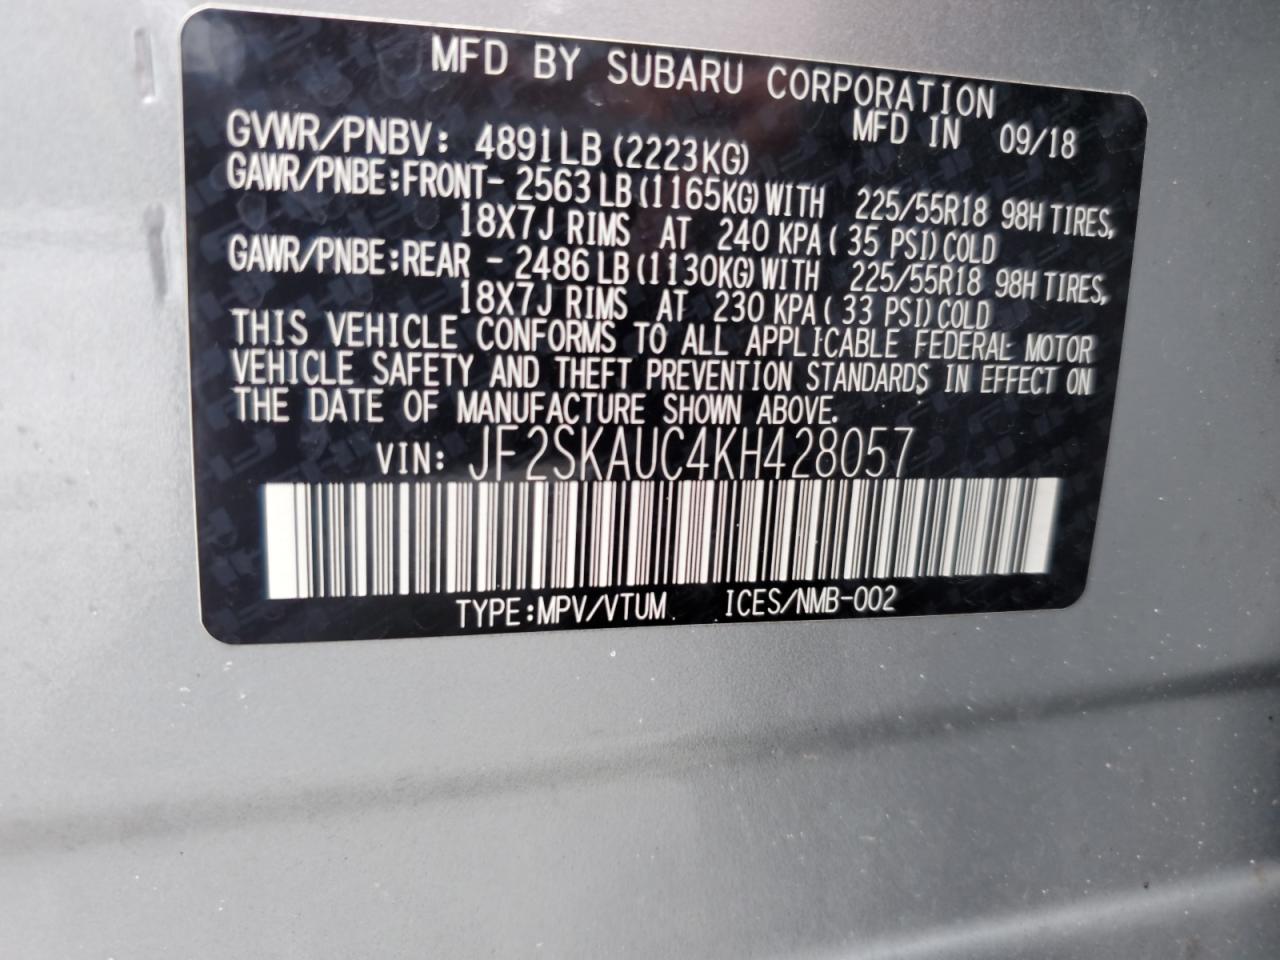 MFD BY SUBARU CORPORATION
MFD IN 09/18
GVWR/PNBV: 4891LB (2223KG)
GAWR/PNBE:FRONT- 2563 LB (1165KG) WITH 225/55R18 98H TIRES,
18X7J RIMS AT 240 KPA ( 35 PSI) COLD
GAWR/PNBE:REAR - 2486 LB (1130KG) WITH 225/55R18 98H TIRES,
18X7J RIMS AT 230 KPA ( 33 PSI) COLD
THIS VEHICLE CONFORMS TO ALL APPLICABLE FEDERAL MOTOR
VEHICLE SAFETY AND THEFT PREVENTION STANDARDS IN EFFECT ON
THE DATE OF MANUFACTURE SHOWN ABOVE.
VIN: JF2SKAUC4KH428057
TYPE:MPV/VTUM. ICES/NMB-002